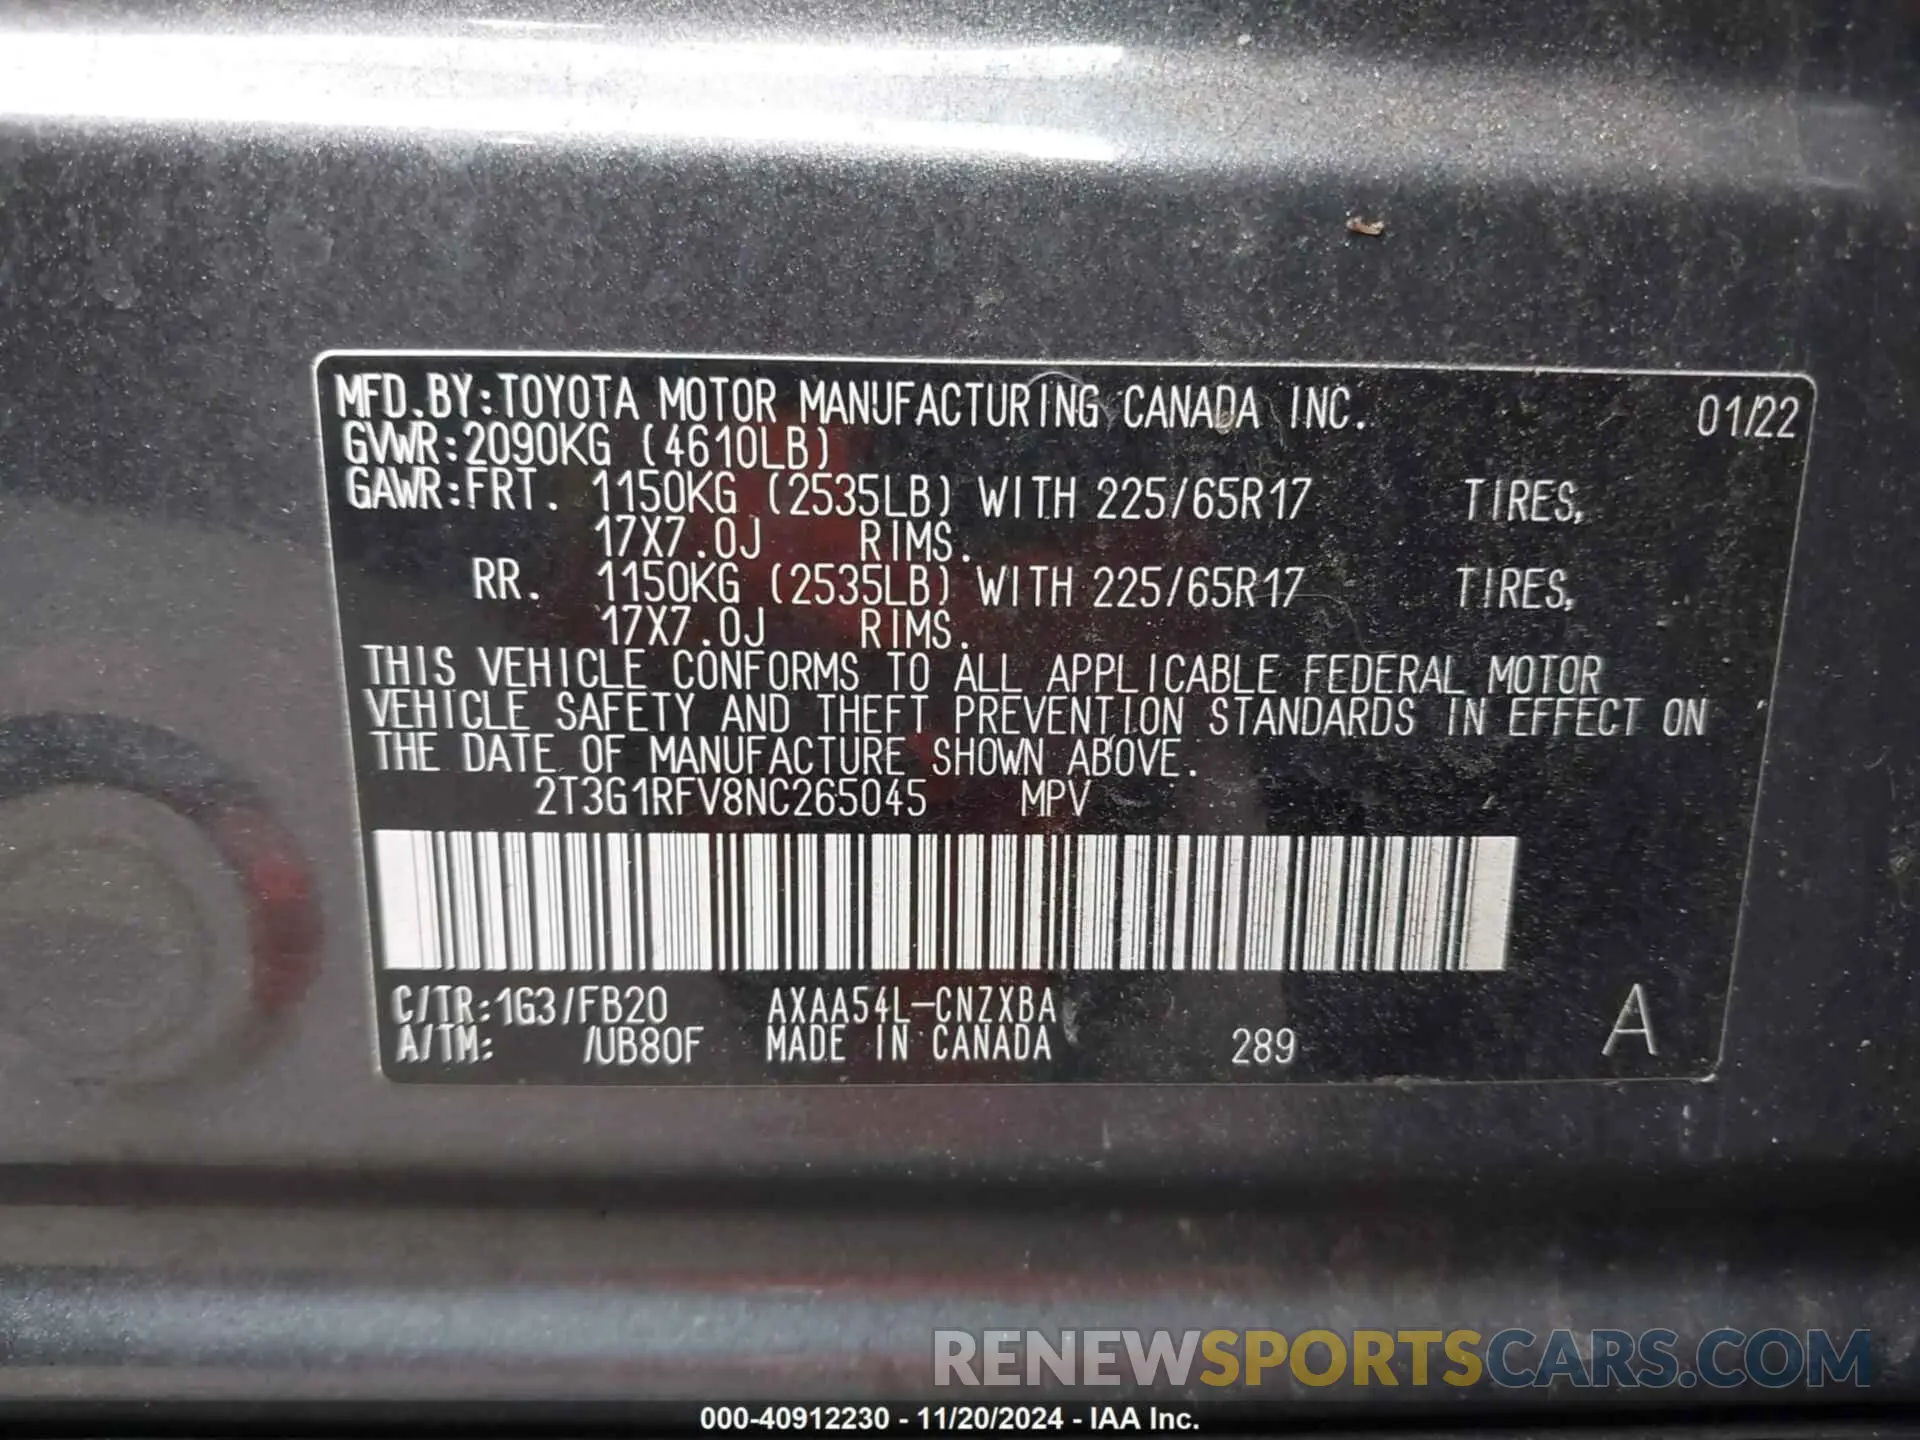 MFD.BY:TOYOTA MOTOR MANUFACTURING CANADA INC. 01/22
GVWR:2090KG (4610LB)
GAWR:FRT. 1150KG (2535LB) WITH 225/65R17 TIRES,
17X7.0J RIMS.
RR. 1150KG (2535LB) WITH 225/65R17 TIRES,
17X7.0J RIMS.
THIS VEHICLE CONFORMS TO ALL APPLICABLE FEDERAL MOTOR
VEHICLE SAFETY AND THEFT PREVENTION STANDARDS IN EFFECT ON
THE DATE OF MANUFACTURE SHOWN ABOVE.
2T3G1RFV8NC265045 MPV
C/TR:1G3/FB20 AXAA54L-CNZXBA
A/TM: /UB80F MADE IN CANADA 289 A
RENEWSPORTSCARS.COM
000-40912230 - 11/20/2024 - IAA Inc.